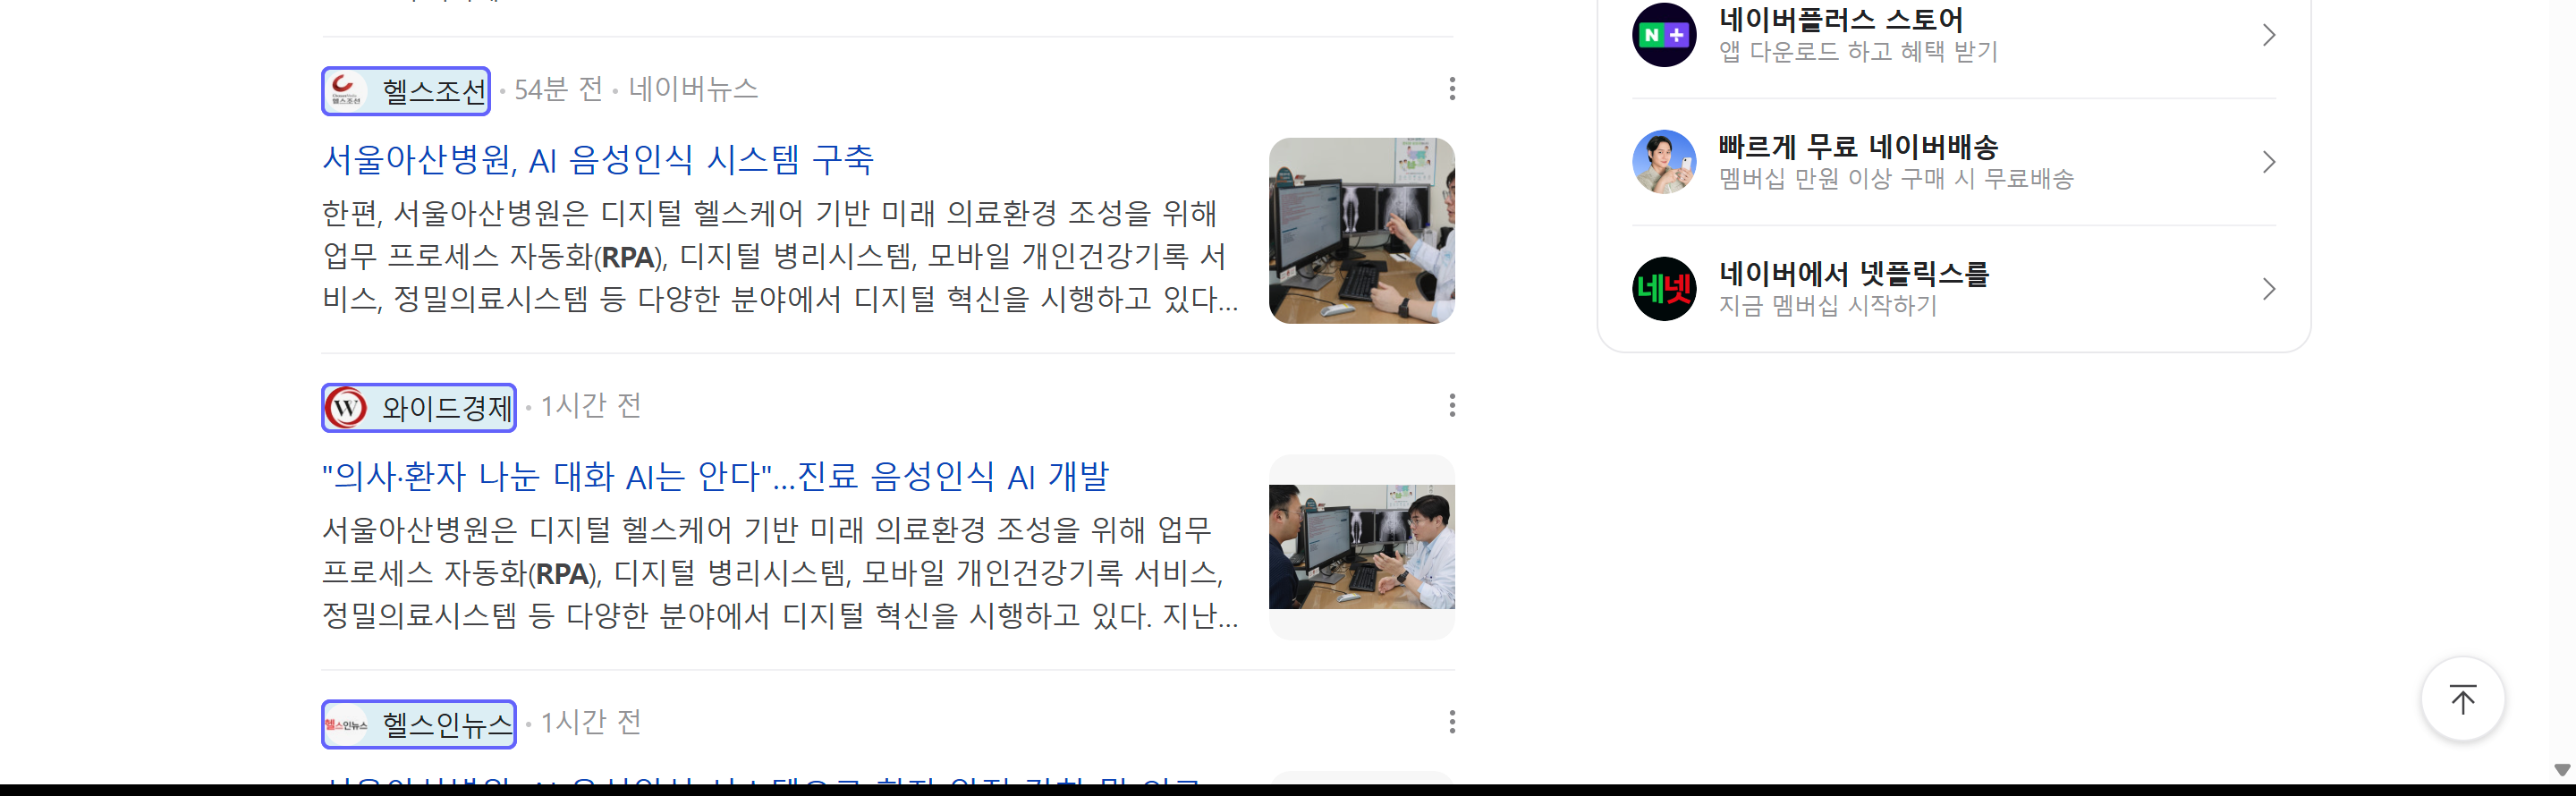 헬스조선 · 54분 전 · 네이버뉴스
서울아산병원, AI 음성인식 시스템 구축
한편, 서울아산병원은 디지털 헬스케어 기반 미래 의료환경 조성을 위해
업무 프로세스 자동화(RPA), 디지털 병리시스템, 모바일 개인건강기록 서
비스, 정밀의료시스템 등 다양한 분야에서 디지털 혁신을 시행하고 있다...
W 와이드경제 · 1시간 전
"의사·환자 나눈 대화 AI는 안다"...진료 음성인식 AI 개발
서울아산병원은 디지털 헬스케어 기반 미래 의료환경 조성을 위해 업무
프로세스 자동화(RPA), 디지털 병리시스템, 모바일 개인건강기록 서비스,
정밀의료시스템 등 다양한 분야에서 디지털 혁신을 시행하고 있다. 지난...
헬스인뉴스 헬스인뉴스 · 1시간 전
N +
네이버플러스 스토어
앱 다운로드 하고 혜택 받기
빠르게 무료 네이버배송
멤버십 만원 이상 구매 시 무료배송
네넷
네이버에서 넷플릭스를
지금 멤버십 시작하기